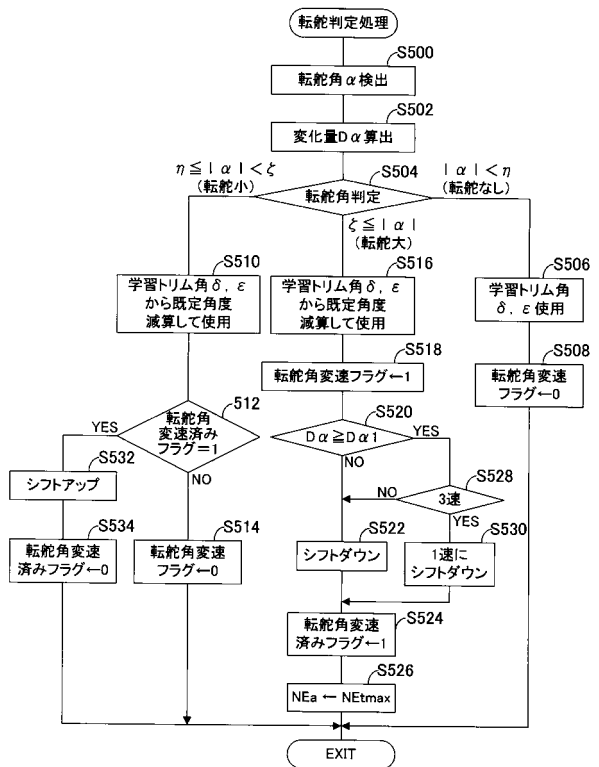 転舵判定処理
S500
転舵角α検出
S502
変化量Dα算出
η≦|α|<ζ
(転舵小)
S504
転舵角判定
|α|<η
(転舵なし)
ζ≦|α|
(転舵大)
S510
学習トリム角δ, ε
から既定角度
減算して使用
S516
学習トリム角δ, ε
から既定角度
減算して使用
S506
学習トリム角
δ, ε使用
S518
転舵角変速フラグ←1
S508
転舵角変速
フラグ←0
512
転舵角
変速済み
フラグ=1
YES
NO
S520
Dα≧Dα1
YES
NO
S528
3速
NO
YES
S532
シフトアップ
S534
転舵角変速
済みフラグ←0
S514
転舵角変速
フラグ←0
S522
シフトダウン
S530
1速に
シフトダウン
S524
転舵角変速
済みフラグ←1
S526
NEa ← NEtmax
EXIT